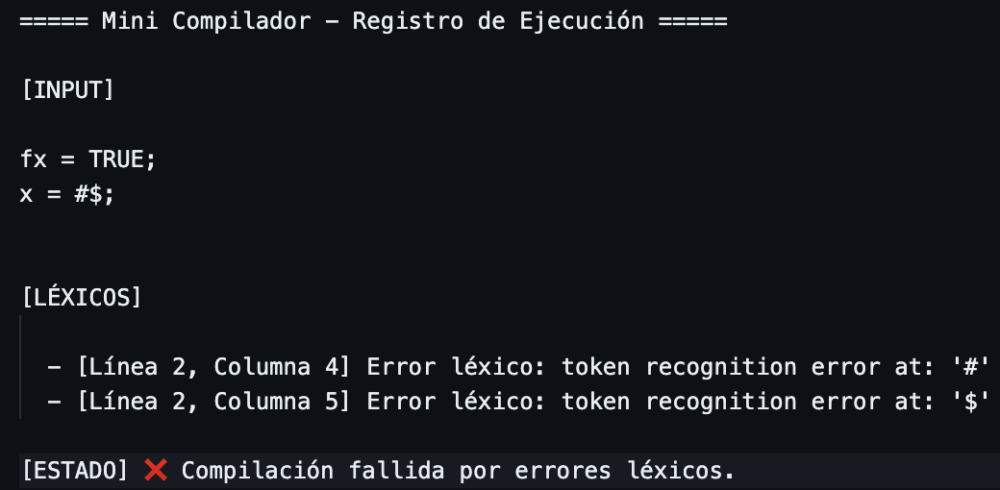 ===== Mini Compilador - Registro de Ejecución =====
[INPUT]
fx = TRUE;
x = #$;
[LÉXICOS]
- [Línea 2, Columna 4] Error léxico: token recognition error at: '#'
- [Línea 2, Columna 5] Error léxico: token recognition error at: '$'
[ESTADO] ❌ Compilación fallida por errores léxicos.